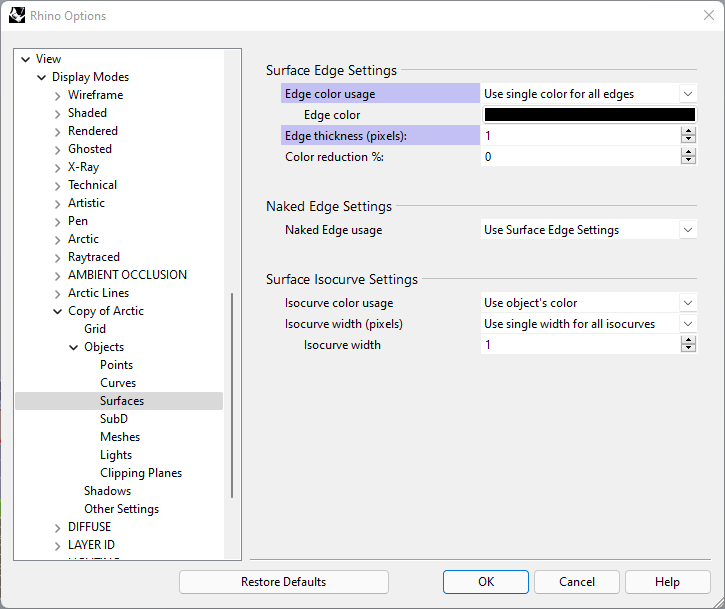 Rhino Options
View
Display Modes
Wireframe
Shaded
Rendered
Ghosted
X-Ray
Technical
Artistic
Pen
Arctic
Raytraced
AMBIENT OCCLUSION
Arctic Lines
Copy of Arctic
Grid
Objects
Points
Curves
Surfaces
SubD
Meshes
Lights
Clipping Planes
Shadows
Other Settings
DIFFUSE
LAYER ID
Surface Edge Settings
Edge color usage Use single color for all edges
Edge color
Edge thickness (pixels): 1
Color reduction %: 0
Naked Edge Settings
Naked Edge usage Use Surface Edge Settings
Surface Isocurve Settings
Isocurve color usage Use object's color
Isocurve width (pixels) Use single width for all isocurves
Isocurve width 1
Restore Defaults OK Cancel Help